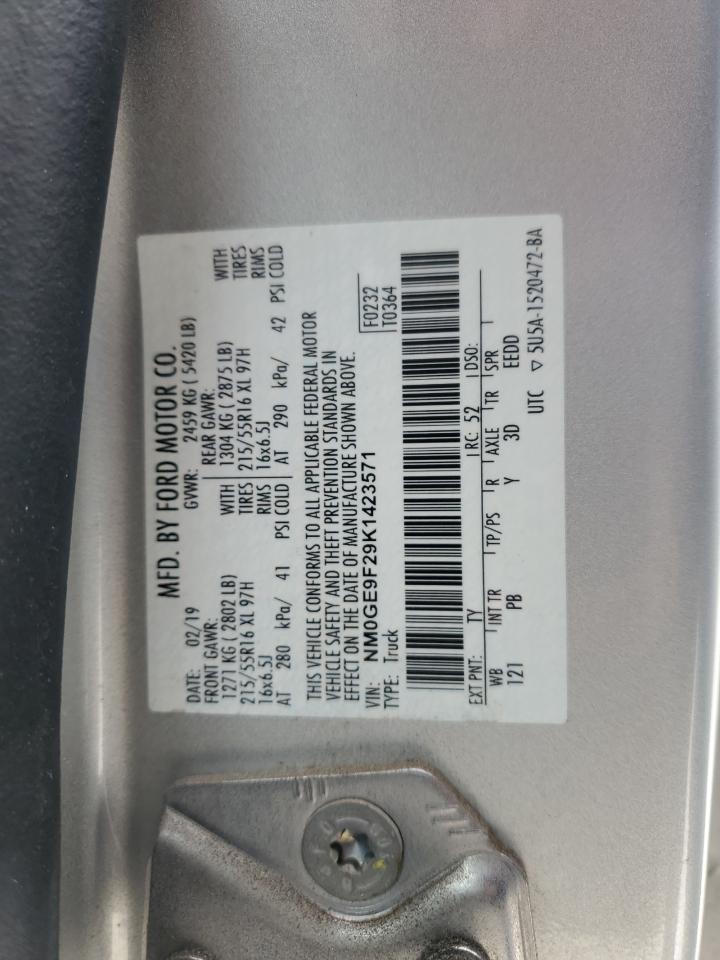 MFD. BY FORD MOTOR CO.
DATE: 02/19 GVWR: 2459 KG ( 5420 LB)
FRONT GAWR: REAR GAWR:
1271 KG ( 2802 LB) WITH 1304 KG ( 2875 LB) WITH
215/55R16 XL 97H TIRES 215/55R16 XL 97H TIRES
16x6.5J RIMS 16x6.5J RIMS
AT 280 kPa/ 41 PSI COLD AT 290 kPa/ 42 PSI COLD
THIS VEHICLE CONFORMS TO ALL APPLICABLE FEDERAL MOTOR
VEHICLE SAFETY AND THEFT PREVENTION STANDARDS IN
EFFECT ON THE DATE OF MANUFACTURE SHOWN ABOVE.
VIN: NM0GE9F29K1423571 F0232
TYPE: Truck T0364
EXT PNT: TY RC: 52 DSO:
WB INT TR TP/PS R AXLE TR SPR
121 PB Y 3D EEDD
UTC ▽ 5U5A-1520472-BA